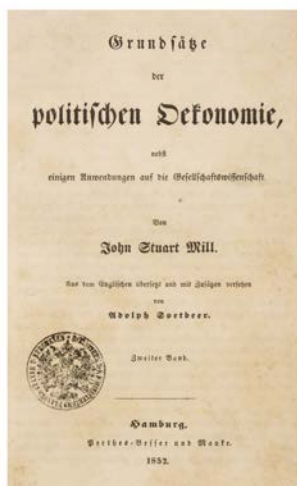 Grundsätze
der
politischen Oekonomie,
nebst
einigen Anwendungen auf die Gesellschaftswissenschaft
Von
John Stuart Mill.
Aus dem Englischen übersetzt und mit Zusätzen versehen
von
Adolph Soetbeer.
Zweiter Band.
Hamburg,
Perthes-Besser und Mauke.
1852.